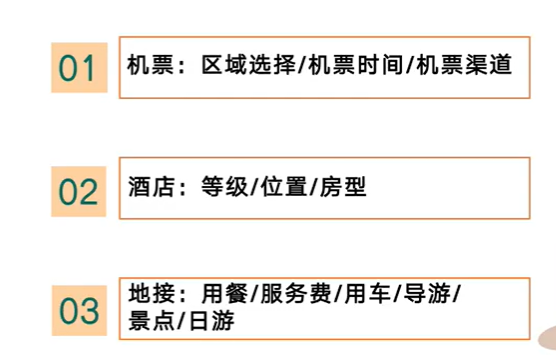 01
机票：区域选择/机票时间/机票渠道
02
酒店：等级/位置/房型
03
地接：用餐/服务费/用车/导游/
景点/日游